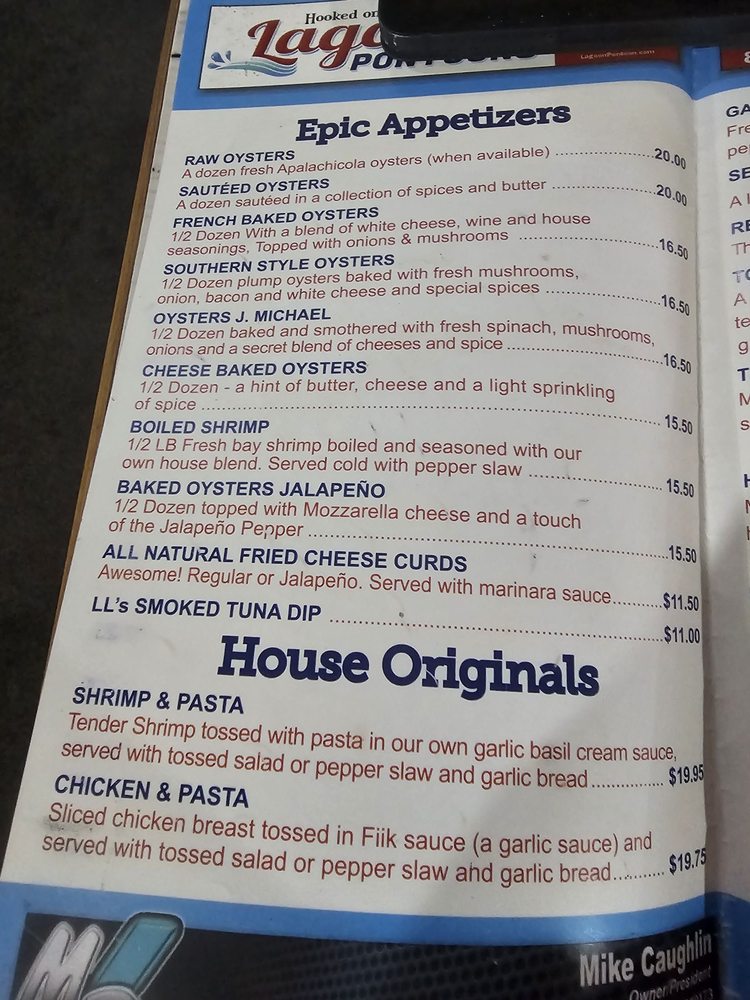 Hooked on
LagoonPontoon.com
Epic Appetizers
RAW OYSTERS
A dozen fresh Apalachicola oysters (when available) ..................... 20.00
SAUTÉED OYSTERS
A dozen sautéed in a collection of spices and butter ..................... 20.00
FRENCH BAKED OYSTERS
1/2 Dozen With a blend of white cheese, wine and house
seasonings, Topped with onions & mushrooms ............................. 16.50
SOUTHERN STYLE OYSTERS
1/2 Dozen plump oysters baked with fresh mushrooms,
onion, bacon and white cheese and special spices ....................... 16.50
OYSTERS J. MICHAEL
1/2 Dozen baked and smothered with fresh spinach, mushrooms,
onions and a secret blend of cheeses and spice ............................ 16.50
CHEESE BAKED OYSTERS
1/2 Dozen - a hint of butter, cheese and a light sprinkling
of spice ..................................................................................... 15.50
BOILED SHRIMP
1/2 LB Fresh bay shrimp boiled and seasoned with our
own house blend. Served cold with pepper slaw ......................... 15.50
BAKED OYSTERS JALAPEÑO
1/2 Dozen topped with Mozzarella cheese and a touch
of the Jalapeño Pepper .............................................................. 15.50
ALL NATURAL FRIED CHEESE CURDS
Awesome! Regular or Jalapeño. Served with marinara sauce.......... $11.50
LL's SMOKED TUNA DIP ............................................................ $11.00
House Originals
SHRIMP & PASTA
Tender Shrimp tossed with pasta in our own garlic basil cream sauce,
served with tossed salad or pepper slaw and garlic bread............... $19.95
CHICKEN & PASTA
Sliced chicken breast tossed in Fiik sauce (a garlic sauce) and
served with tossed salad or pepper slaw and garlic bread.......... $19.75
Mike Caughlin
Owner/President